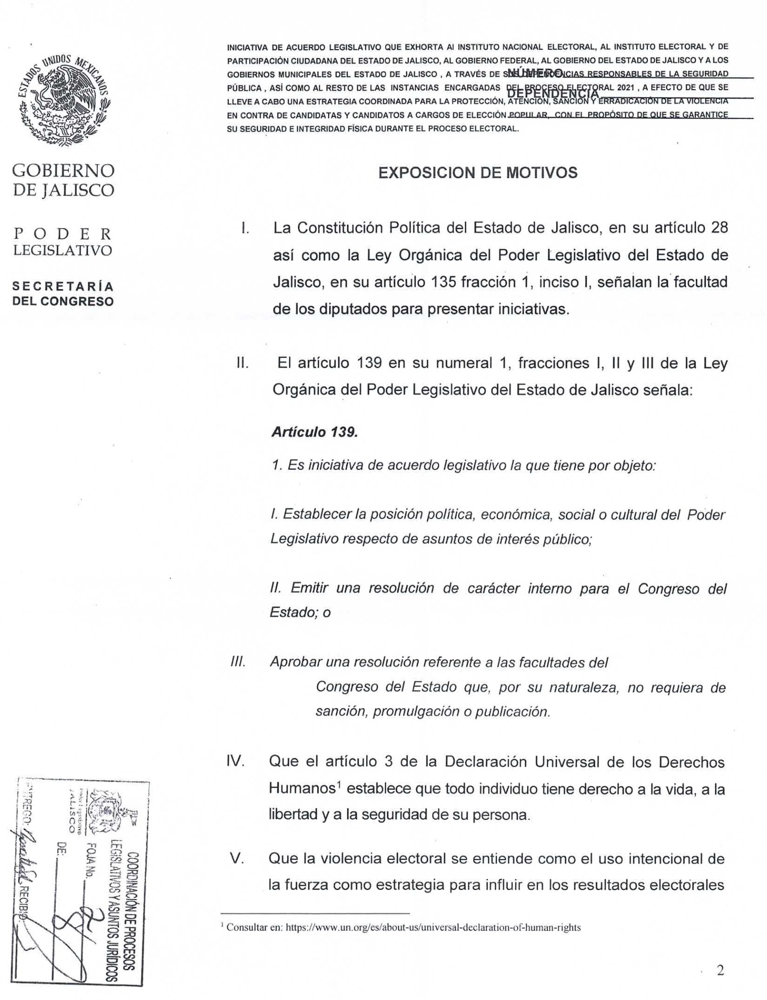 ESTADOS UNIDOS MEXICANOS
GOBIERNO
DE JALISCO
P O D E R
LEGISLATIVO
SECRETARÍA
DEL CONGRESO
INICIATIVA DE ACUERDO LEGISLATIVO QUE EXHORTA Al INSTITUTO NACIONAL ELECTORAL, AL INSTITUTO ELECTORAL Y DE
PARTICIPACIÓN CIUDADANA DEL ESTADO DE JALISCO, AL GOBIERNO FEDERAL, AL GOBIERNO DEL ESTADO DE JALISCO Y A LOS
GOBIERNOS MUNICIPALES DEL ESTADO DE JALISCO , A TRAVÉS DE SUS DEPENDENCIAS RESPONSABLES DE LA SEGURIDAD
NÚMERO
PÚBLICA , ASÍ COMO AL RESTO DE LAS INSTANCIAS ENCARGADAS DEL PROCESO ELECTORAL 2021 , A EFECTO DE QUE SE
DEPENDENCIA
LLEVE A CABO UNA ESTRATEGIA COORDINADA PARA LA PROTECCIÓN, ATENCIÓN, SANCIÓN Y ERRADICACIÓN DE LA VIOLENCIA
EN CONTRA DE CANDIDATAS Y CANDIDATOS A CARGOS DE ELECCIÓN POPULAR, CON EL PROPÓSITO DE QUE SE GARANTICE
SU SEGURIDAD E INTEGRIDAD FÍSICA DURANTE EL PROCESO ELECTORAL.
EXPOSICION DE MOTIVOS
I. La Constitución Política del Estado de Jalisco, en su artículo 28
así como la Ley Orgánica del Poder Legislativo del Estado de
Jalisco, en su artículo 135 fracción 1, inciso I, señalan la facultad
de los diputados para presentar iniciativas.
II. El artículo 139 en su numeral 1, fracciones I, II y III de la Ley
Orgánica del Poder Legislativo del Estado de Jalisco señala:
Artículo 139.
1. Es iniciativa de acuerdo legislativo la que tiene por objeto:
I. Establecer la posición política, económica, social o cultural del Poder
Legislativo respecto de asuntos de interés público;
II. Emitir una resolución de carácter interno para el Congreso del
Estado; o
III. Aprobar una resolución referente a las facultades del
Congreso del Estado que, por su naturaleza, no requiera de
sanción, promulgación o publicación.
IV. Que el artículo 3 de la Declaración Universal de los Derechos
Humanos¹ establece que todo individuo tiene derecho a la vida, a la
libertad y a la seguridad de su persona.
V. Que la violencia electoral se entiende como el uso intencional de
la fuerza como estrategia para influir en los resultados electorales
¹ Consultar en: https://www.un.org/es/about-us/universal-declaration-of-human-rights
2
COORDINACIÓN DE PROCESOS
LEGISLATIVOS Y ASUNTOS JURÍDICOS
Poder Legislativo
JALISCO
FOJA No. 2
DE: 8
ENTREGO: RECIBIO: